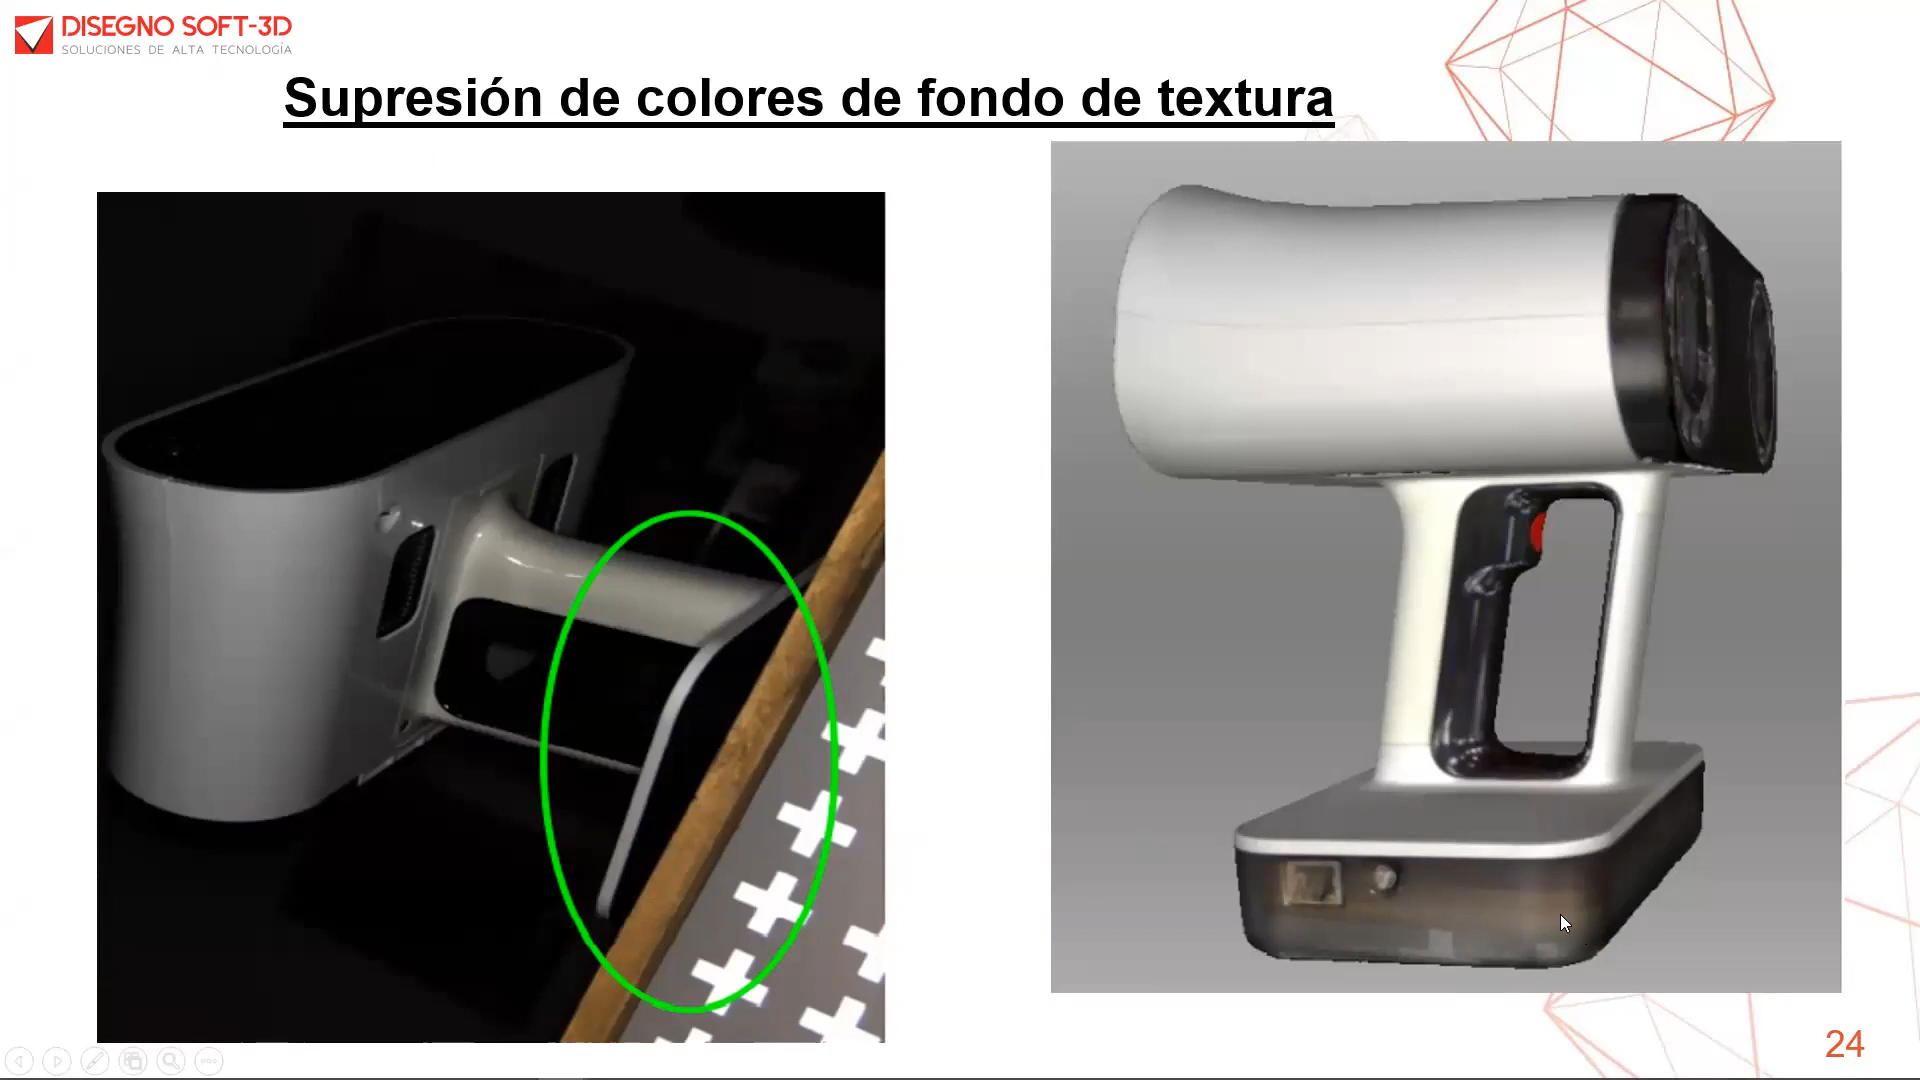 DISEGNO SOFT-3D
SOLUCIONES DE ALTA TECNOLOGÍA
Supresión de colores de fondo de textura
24